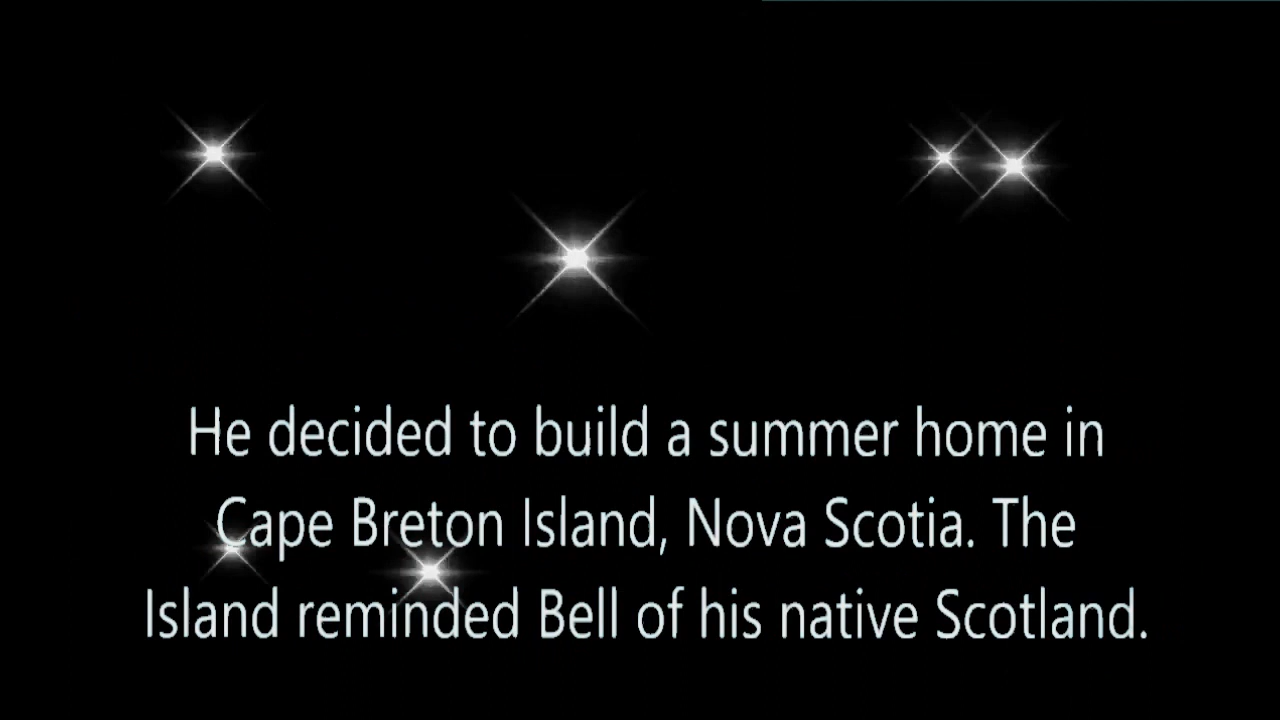 He decided to build a summer home in
Cape Breton Island, Nova Scotia. The
Island reminded Bell of his native Scotland.